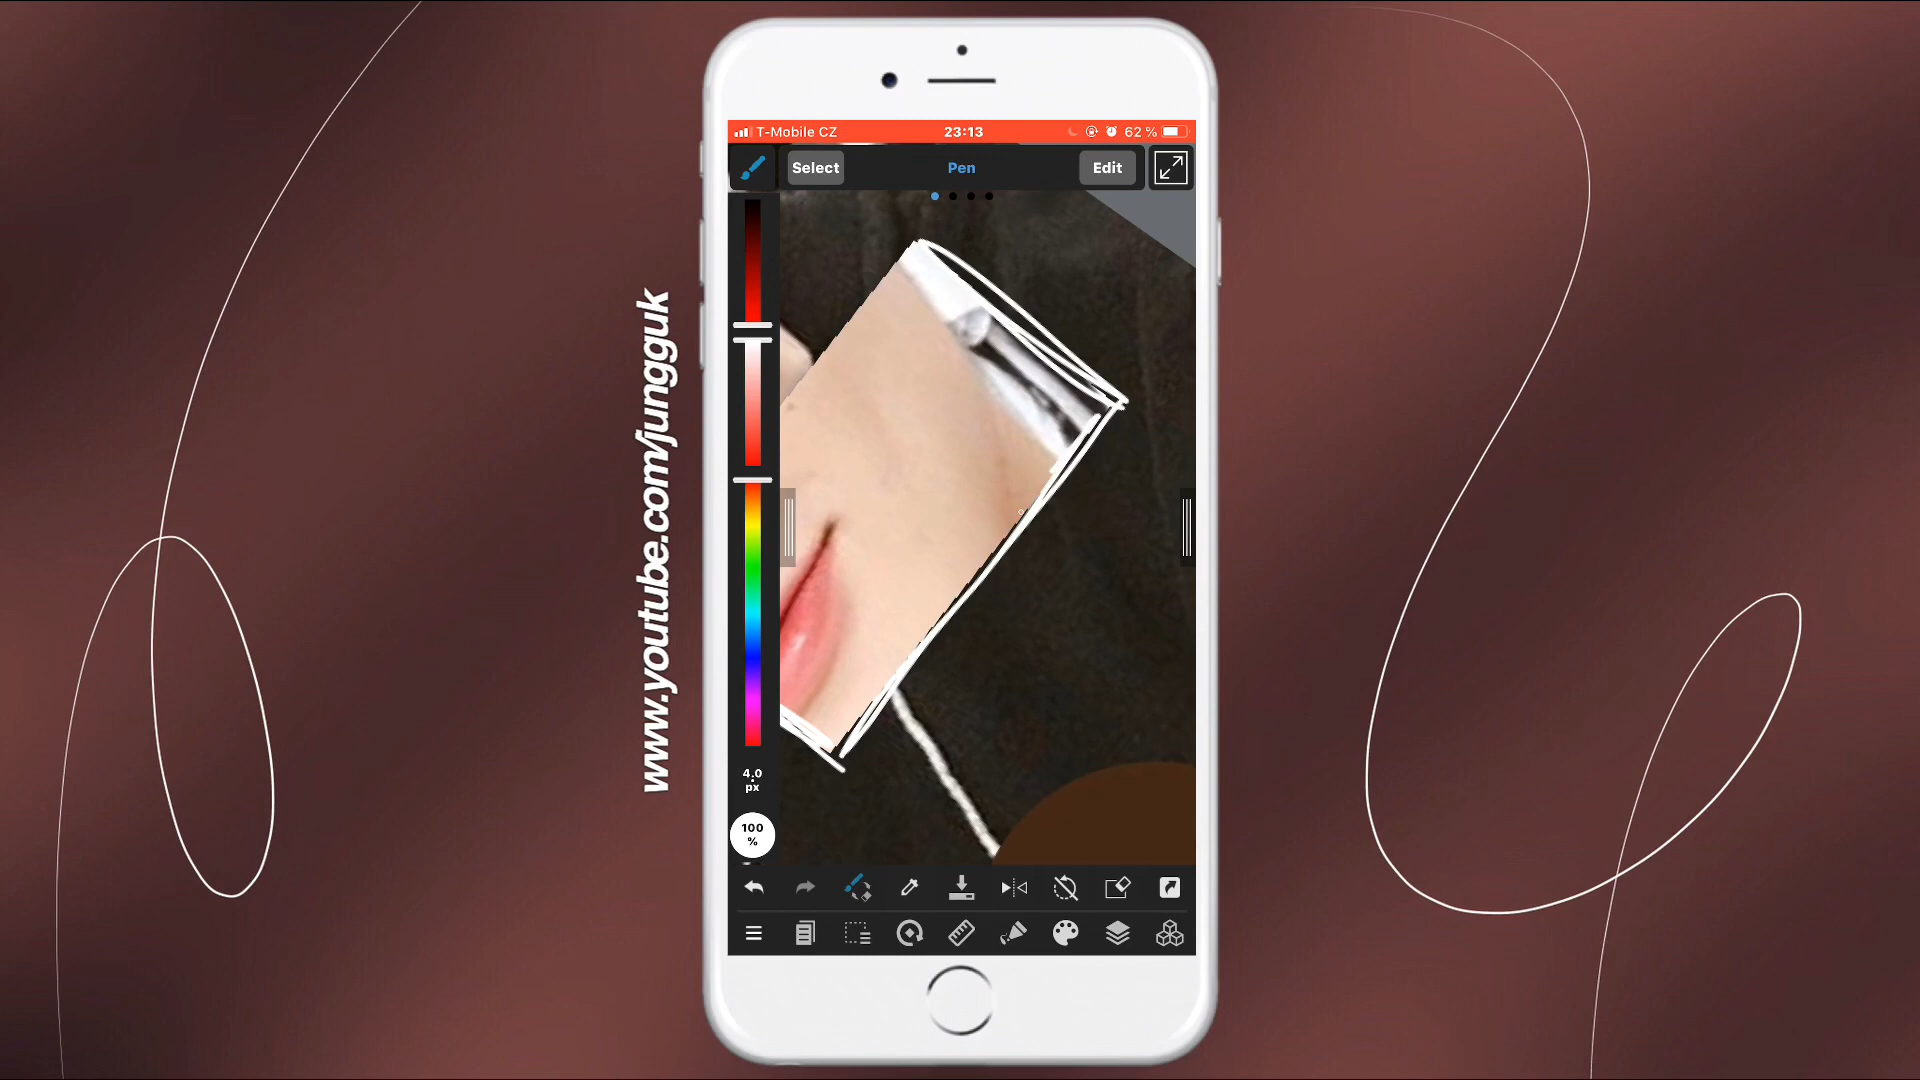 T-Mobile CZ 23:13 62 %
Select Pen Edit
www.youtube.com/jungguk
4.0
px
100
%